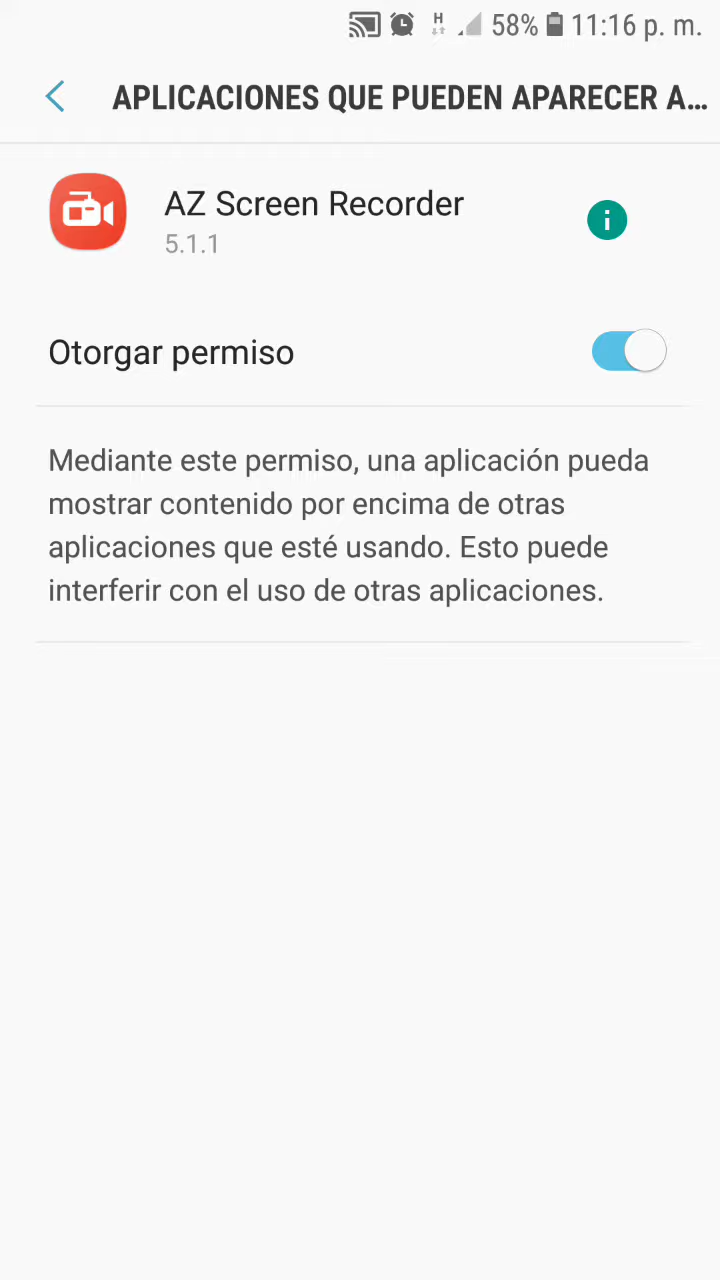 H 58% 11:16 p. m.
APLICACIONES QUE PUEDEN APARECER A...
AZ Screen Recorder
5.1.1
i
Otorgar permiso
Mediante este permiso, una aplicación pueda
mostrar contenido por encima de otras
aplicaciones que esté usando. Esto puede
interferir con el uso de otras aplicaciones.